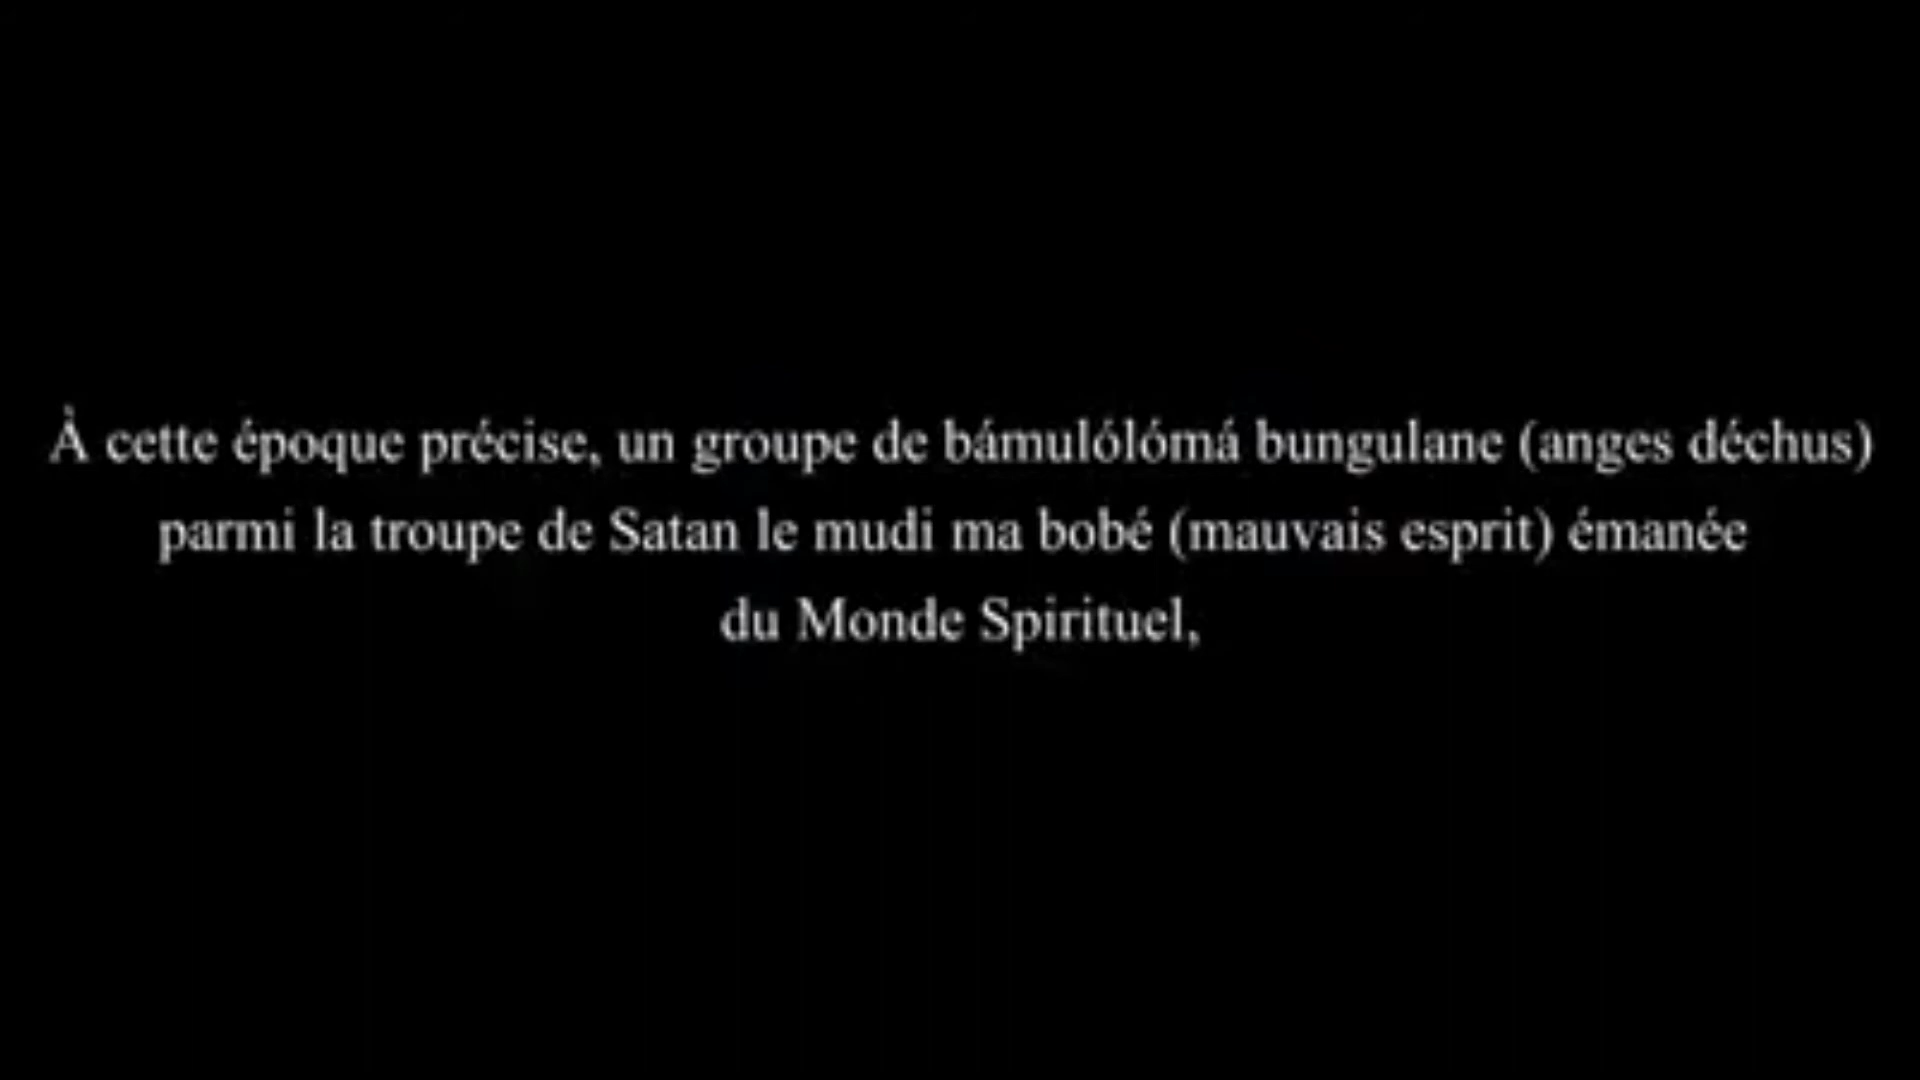 À cette époque précise, un groupe de bámulólómá bungulane (anges déchus)
parmi la troupe de Satan le mudi ma bobé (mauvais esprit) émanée
du Monde Spirituel,